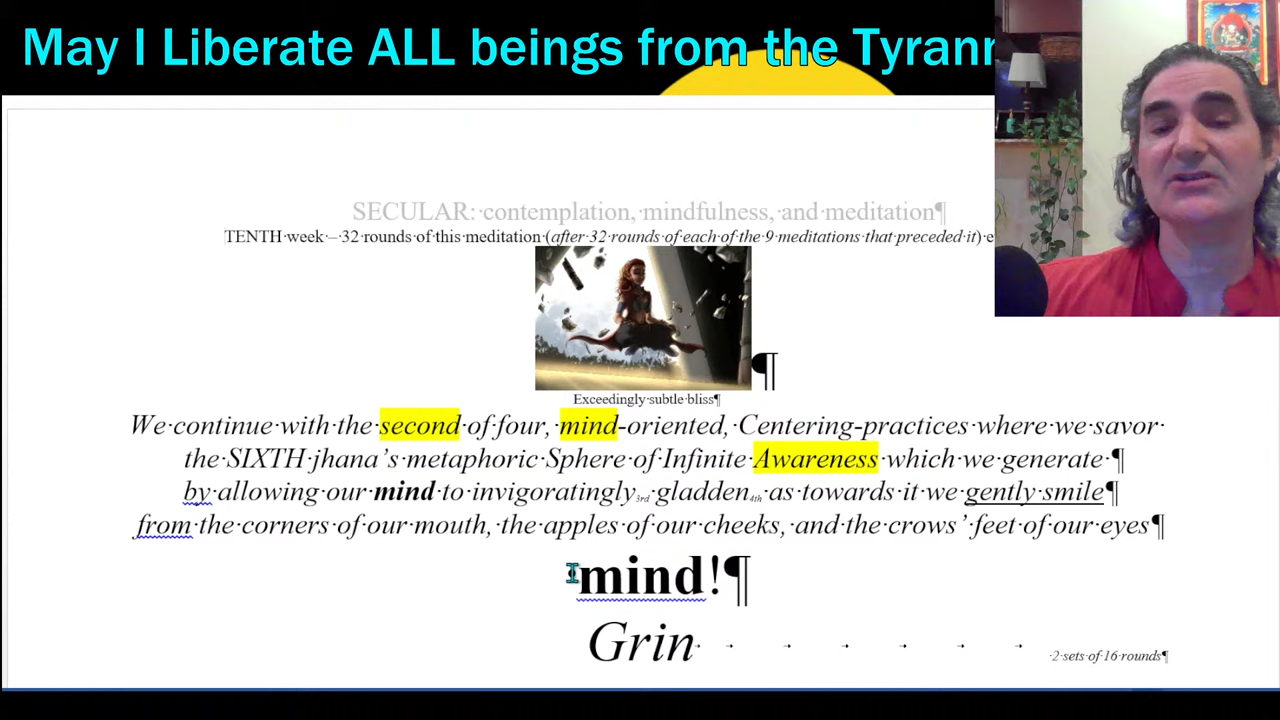 May I Liberate ALL beings from the Tyrann
SECULAR:·contemplation,·mindfulness,·and·meditation¶
TENTH·week·–·32·rounds·of·this·meditation·(after·32·rounds·of·each·of·the·9·meditations·that·preceded·it)·e
¶
Exceedingly·subtle·bliss¶
We·continue·with·the·second·of·four,·mind-oriented,·Centering-practices·where·we·savor·
the·SIXTH·jhana’s·metaphoric·Sphere·of·Infinite·Awareness·which·we·generate·¶
by·allowing·our·mind·to·invigoratingly3rd·gladden4th·as·towards·it·we·gently·smile¶
from·the·corners·of·our·mouth,·the·apples·of·our·cheeks,·and·the·crows’·feet·of·our·eyes¶
·mind!¶
Grin→→→→→→→·2·sets·of·16·rounds¶